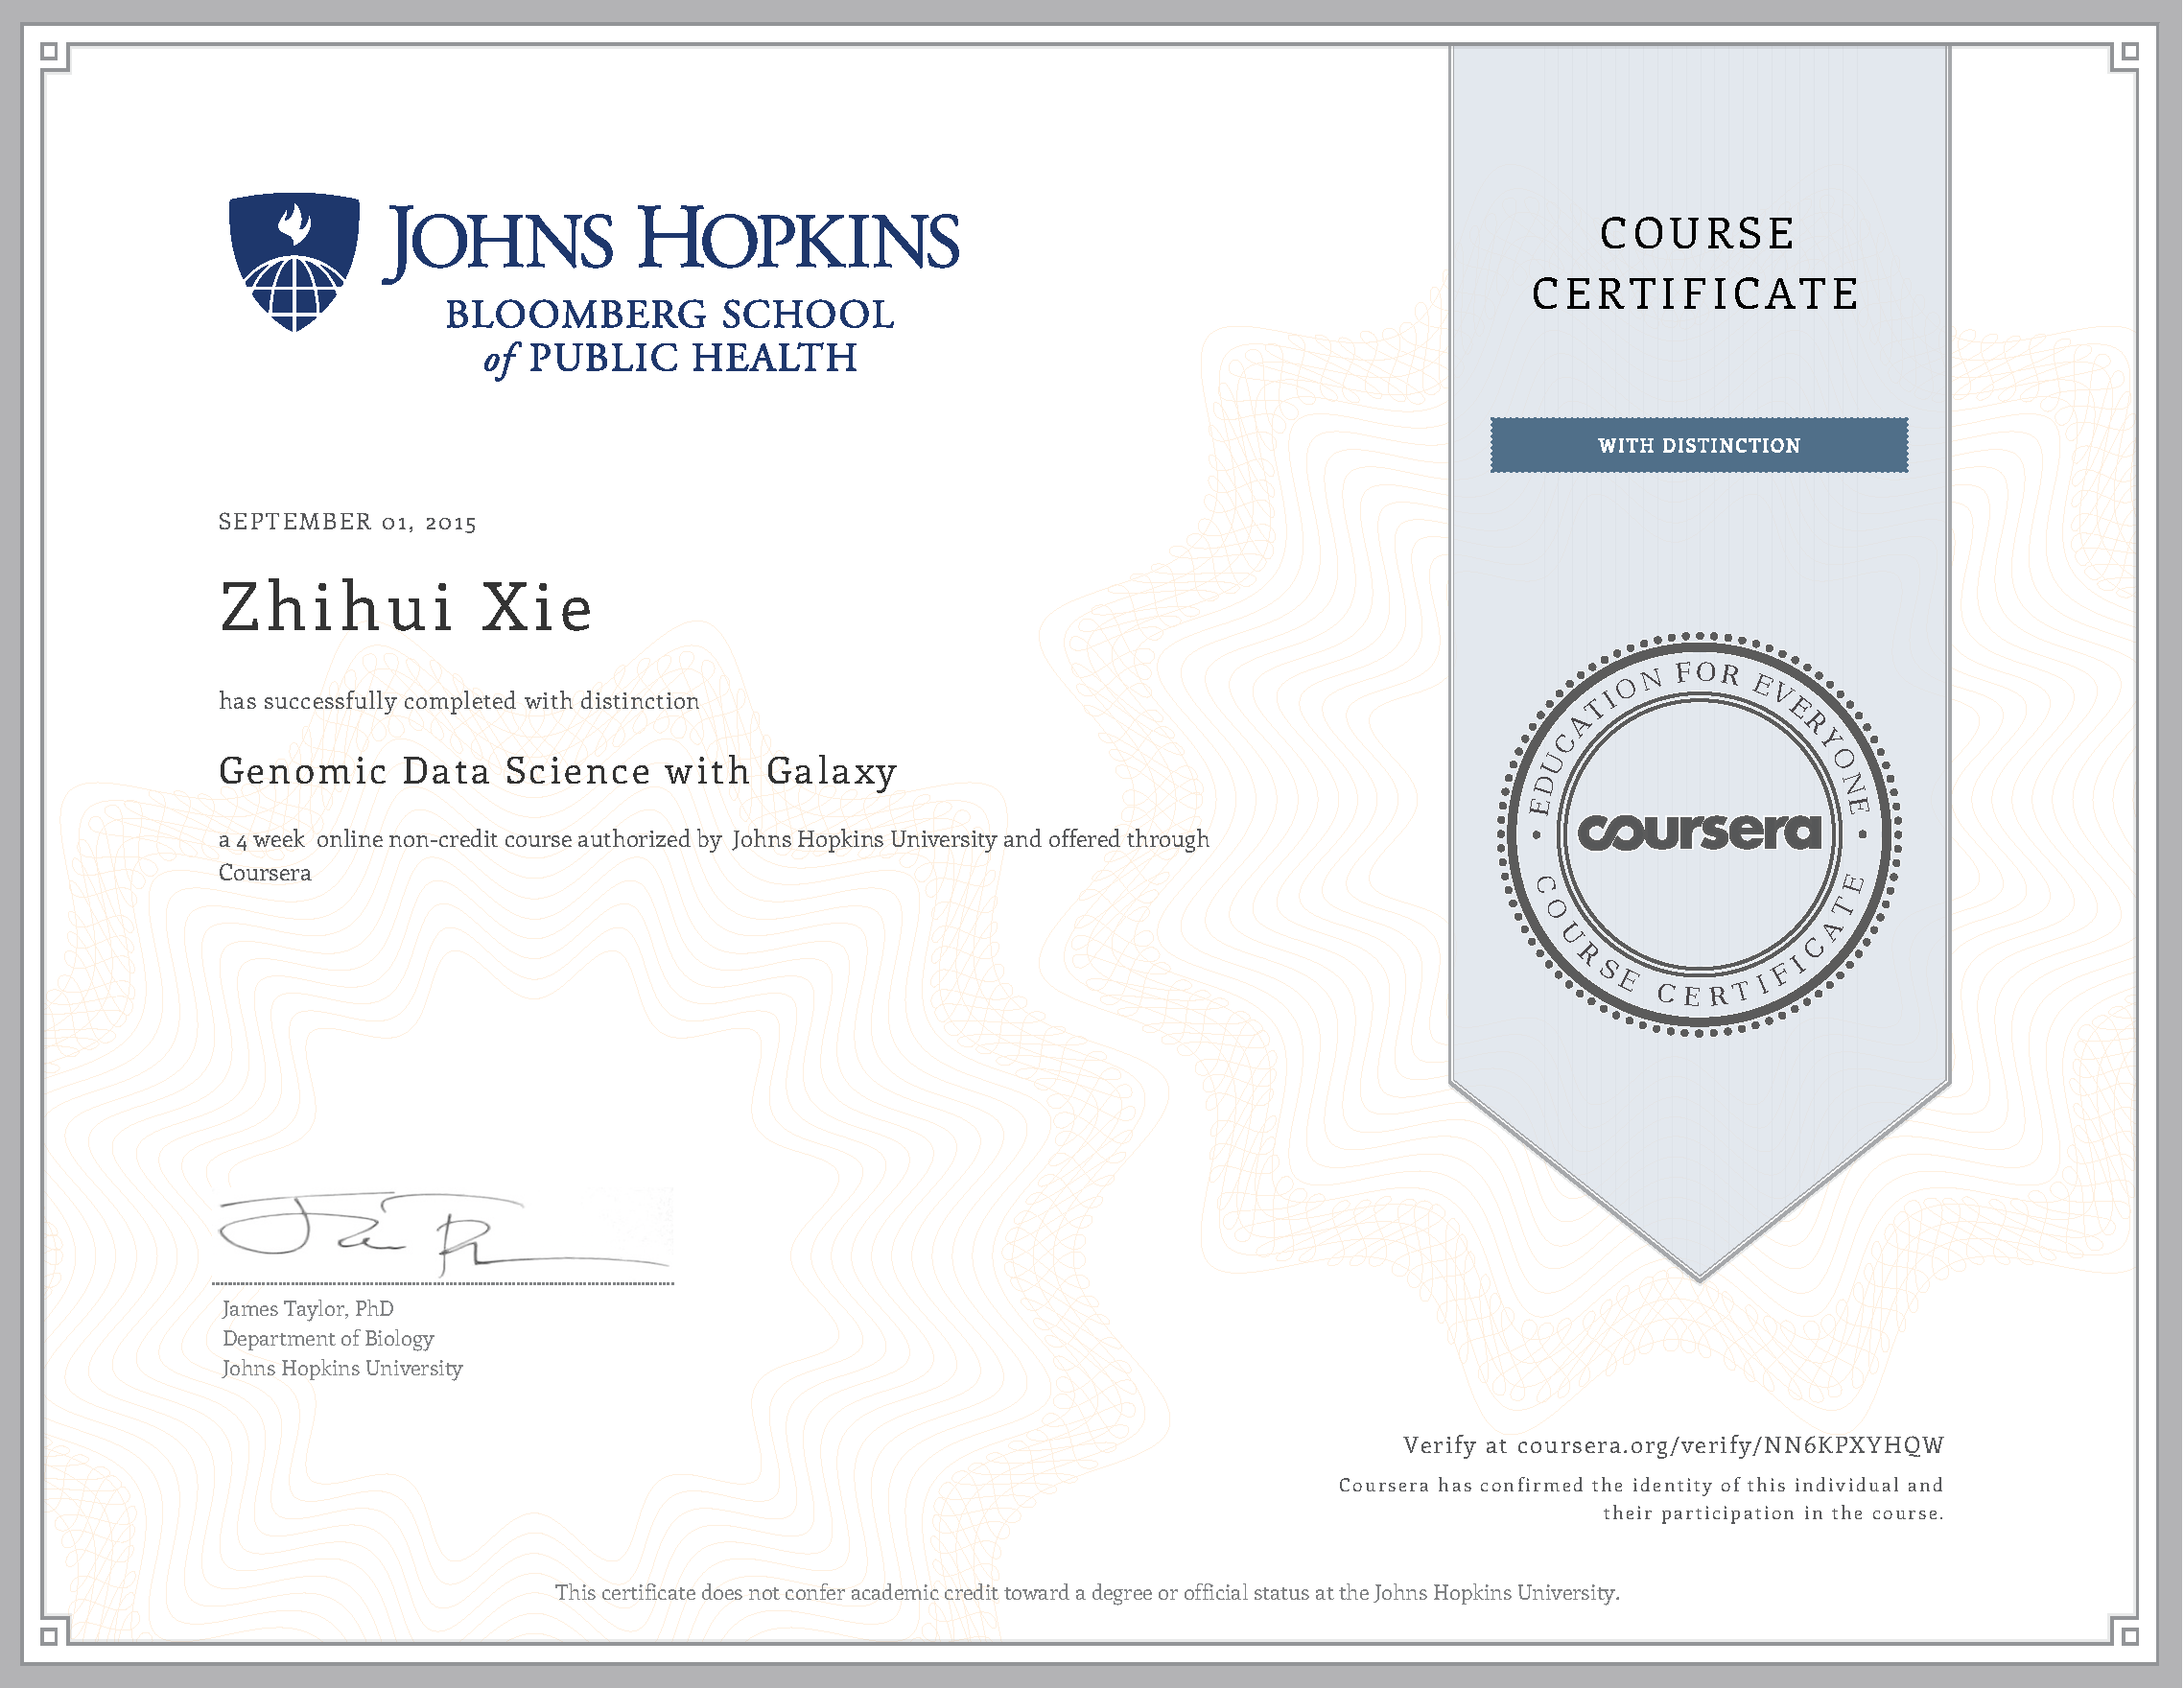 JOHNS HOPKINS
BLOOMBERG SCHOOL
of PUBLIC HEALTH
COURSE
CERTIFICATE
WITH DISTINCTION
SEPTEMBER 01, 2015
Zhihui Xie
has successfully completed with distinction
Genomic Data Science with Galaxy
a 4 week online non-credit course authorized by Johns Hopkins University and offered through
Coursera
EDUCATION FOR EVERYONE
coursera
COURSE CERTIFICATE
James Taylor, PhD
Department of Biology
Johns Hopkins University
Verify at coursera.org/verify/NN6KPXYHQW
Coursera has confirmed the identity of this individual and
their participation in the course.
This certificate does not confer academic credit toward a degree or official status at the Johns Hopkins University.